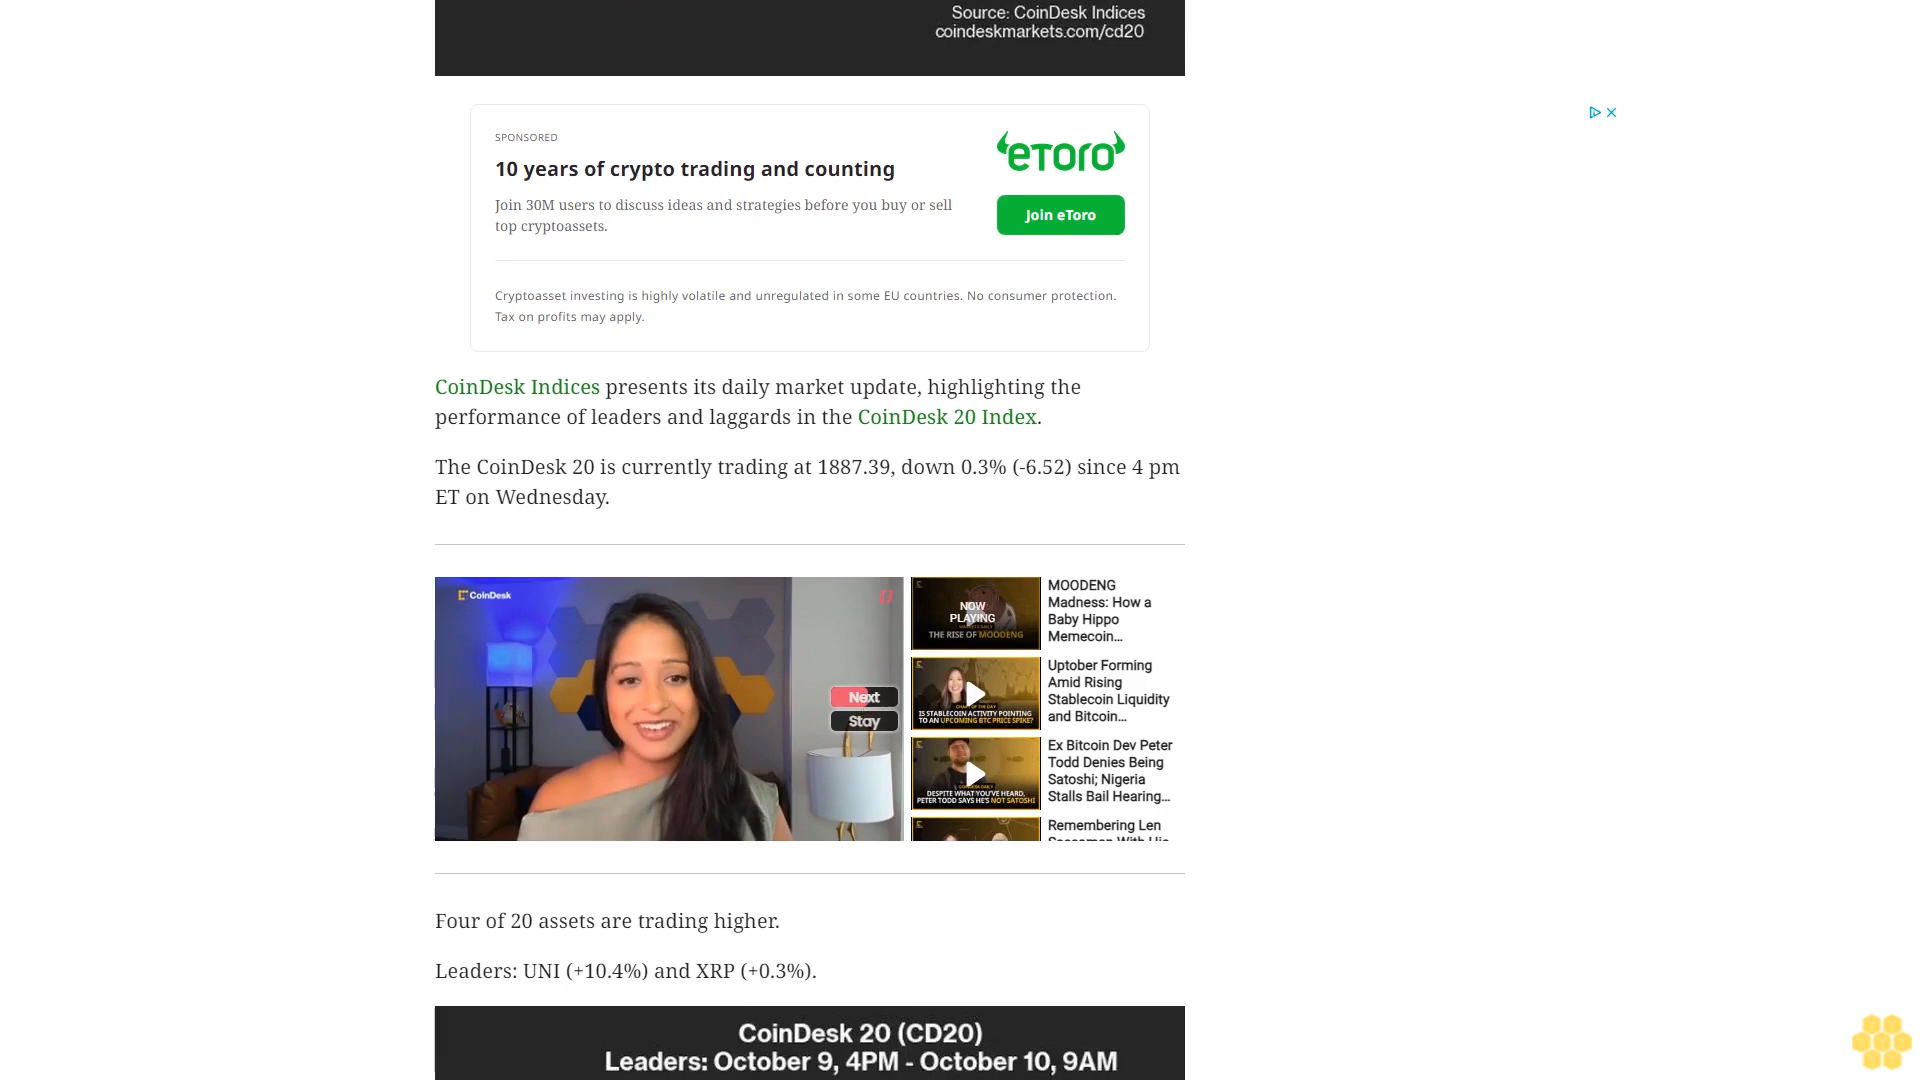 Source: CoinDesk Indices
coindeskmarkets.com/cd20
SPONSORED
10 years of crypto trading and counting
Join 30M users to discuss ideas and strategies before you buy or sell
top cryptoassets.
eToro
Join eToro
Cryptoasset investing is highly volatile and unregulated in some EU countries. No consumer protection.
Tax on profits may apply.
CoinDesk Indices presents its daily market update, highlighting the
performance of leaders and laggards in the CoinDesk 20 Index.
The CoinDesk 20 is currently trading at 1887.39, down 0.3% (-6.52) since 4 pm
ET on Wednesday.
CoinDesk
Next
Stay
NOW
PLAYING
THE RISE OF MOODENG
MOODENG
Madness: How a
Baby Hippo
Memecoin...
CHART OF THE DAY
IS STABLECOIN ACTIVITY POINTING
TO AN UPCOMING BTC PRICE SPIKE?
Uptober Forming
Amid Rising
Stablecoin Liquidity
and Bitcoin...
COINDESK DAILY
DESPITE WHAT YOU'VE HEARD,
PETER TODD SAYS HE'S NOT SATOSHI
Ex Bitcoin Dev Peter
Todd Denies Being
Satoshi; Nigeria
Stalls Bail Hearing...
Remembering Len
Four of 20 assets are trading higher.
Leaders: UNI (+10.4%) and XRP (+0.3%).
CoinDesk 20 (CD20)
Leaders: October 9, 4PM - October 10, 9AM